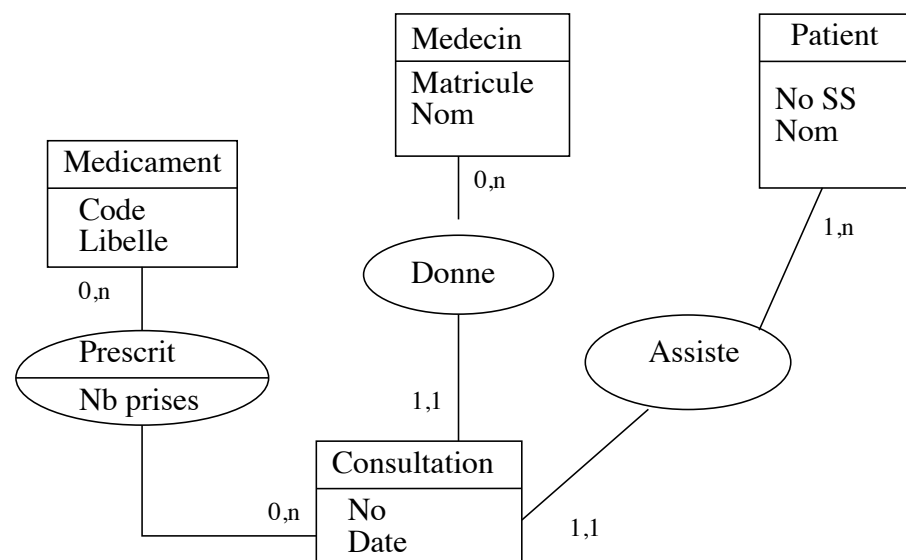 Medecin
Matricule
Nom
0,n
Patient
No SS
Nom
1,n
Medicament
Code
Libelle
0,n
Donne
1,1
Assiste
1,1
Prescrit
Nb prises
0,n
Consultation
No
Date